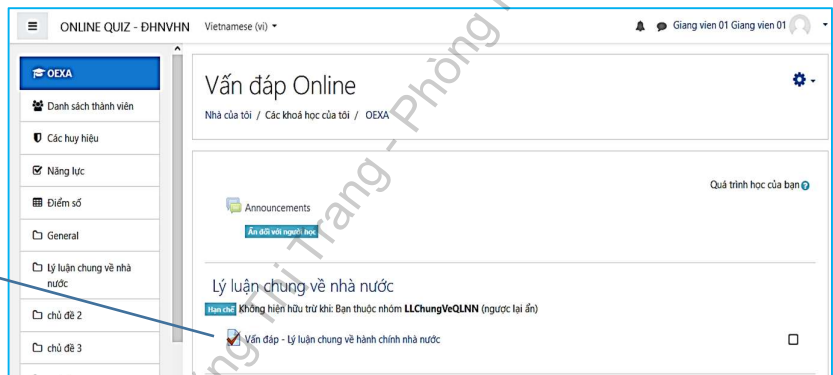 ONLINE QUIZ - ĐHNVHN
Vietnamese (vi)
Giang vien 01 Giang vien 01
OEXA
Danh sách thành viên
Các huy hiệu
Năng lực
Điểm số
General
Lý luận chung về nhà
nước
chủ đề 2
chủ đề 3
Vấn đáp Online
Nhà của tôi / Các khoá học của tôi / OEXA
Quá trình học của bạn
Announcements
Ẩn đối với người học
Lý luận chung về nhà nước
Hạn chế Không hiện hữu trừ khi: Bạn thuộc nhóm LLChungVeQLNN (ngược lại ẩn)
Vấn đáp - Lý luận chung về hành chính nhà nước
Thị Trang - Phòng